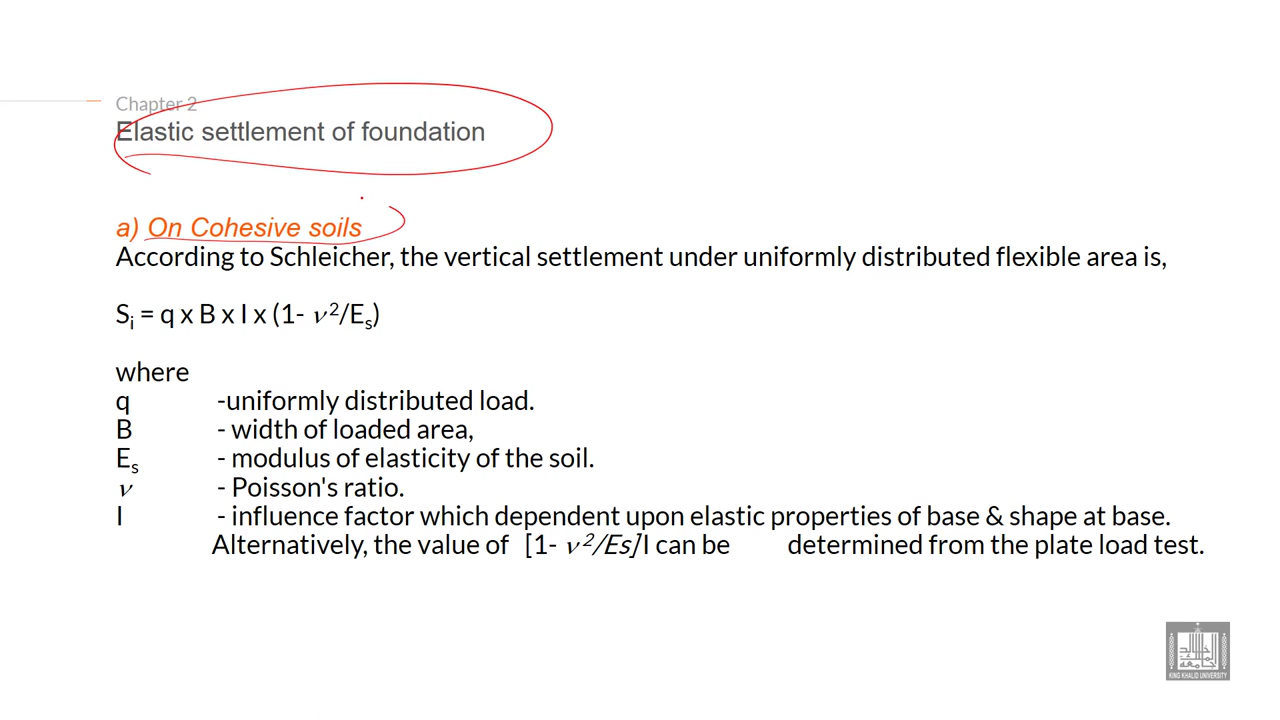 Chapter 2
Elastic settlement of foundation
a) On Cohesive soils
According to Schleicher, the vertical settlement under uniformly distributed flexible area is,
Si = q x B x I x (1- ν²/Es)
where
q -uniformly distributed load.
B - width of loaded area,
Es - modulus of elasticity of the soil.
ν - Poisson's ratio.
I - influence factor which dependent upon elastic properties of base & shape at base.
Alternatively, the value of [1- ν²/Es]I can be determined from the plate load test.
KING KHALID UNIVERSITY